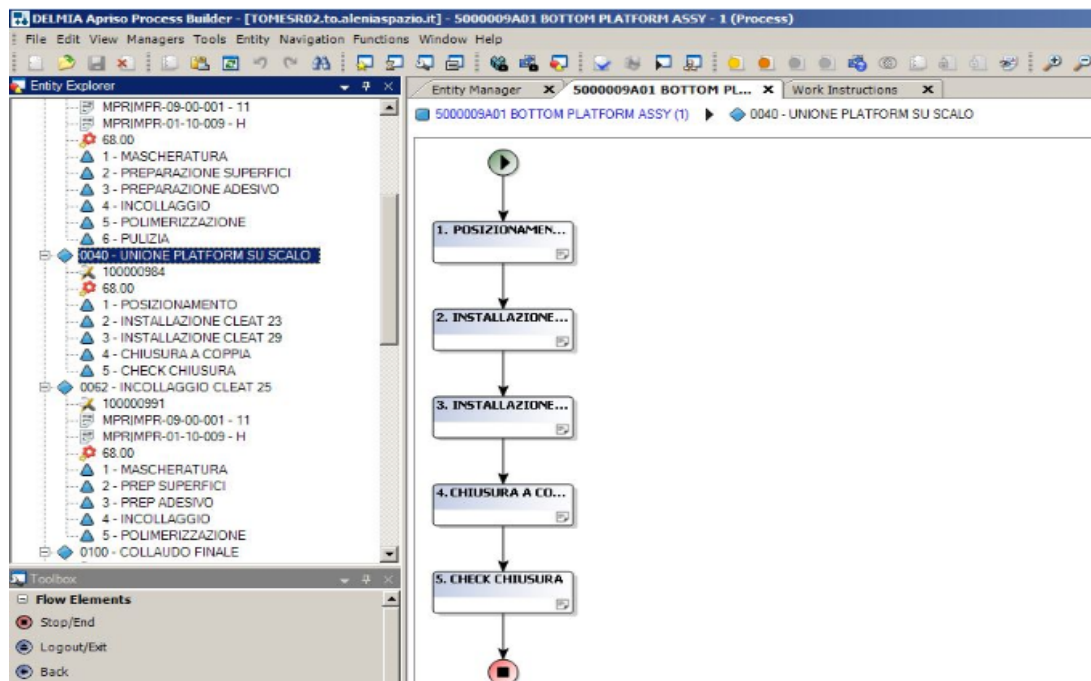 DELMIA Apriso Process Builder - [TOMESR02.to.aleniaspazio.it] - 5000009A01 BOTTOM PLATFORM ASSY - 1 (Process)
File Edit View Managers Tools Entity Navigation Functions Window Help
Entity Explorer
MPR|MPR-09-00-001 - 11
MPR|MPR-01-10-009 - H
68.00
1 - MASCHERATURA
2 - PREPARAZIONE SUPERFICI
3 - PREPARAZIONE ADESIVO
4 - INCOLLAGGIO
5 - POLIMERIZZAZIONE
6 - PULIZIA
0040 - UNIONE PLATFORM SU SCALO
100000984
68.00
1 - POSIZIONAMENTO
2 - INSTALLAZIONE CLEAT 23
3 - INSTALLAZIONE CLEAT 29
4 - CHIUSURA A COPPIA
5 - CHECK CHIUSURA
0062 - INCOLLAGGIO CLEAT 25
100000991
MPR|MPR-09-00-001 - 11
MPR|MPR-01-10-009 - H
68.00
1 - MASCHERATURA
2 - PREP SUPERFICI
3 - PREP ADESIVO
4 - INCOLLAGGIO
5 - POLIMERIZZAZIONE
0100 - COLLAUDO FINALE
Toolbox
Flow Elements
Stop/End
Logout/Exit
Back
Entity Manager 5000009A01 BOTTOM PL... Work Instructions
5000009A01 BOTTOM PLATFORM ASSY (1) 0040 - UNIONE PLATFORM SU SCALO
1. POSIZIONAMEN...
2. INSTALLAZIONE...
3. INSTALLAZIONE...
4. CHIUSURA A CO...
5. CHECK CHIUSURA